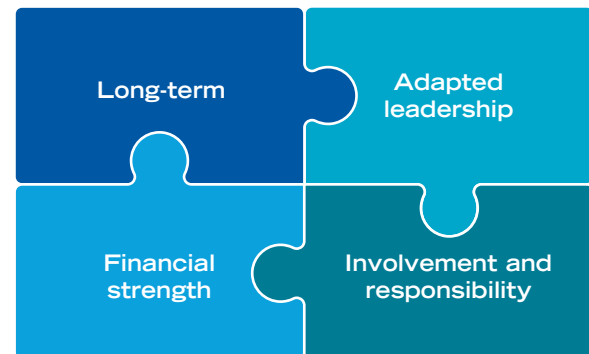 Long-term
Adapted
leadership
Financial
strength
Involvement and
responsibility